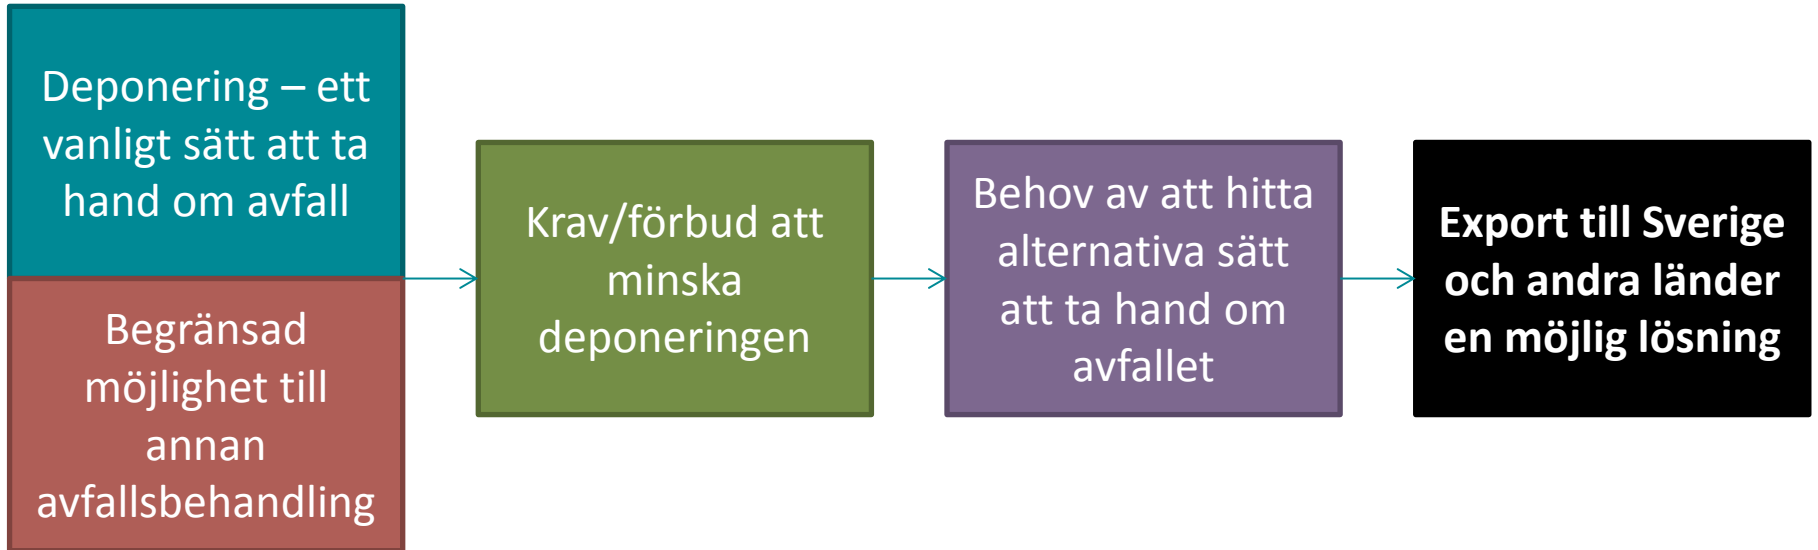 Deponering – ett
vanligt sätt att ta
hand om avfall
Begränsad
möjlighet till
annan
avfallsbehandling
Krav/förbud att
minska
deponeringen
Behov av att hitta
alternativa sätt
att ta hand om
avfallet
Export till Sverige
och andra länder
en möjlig lösning